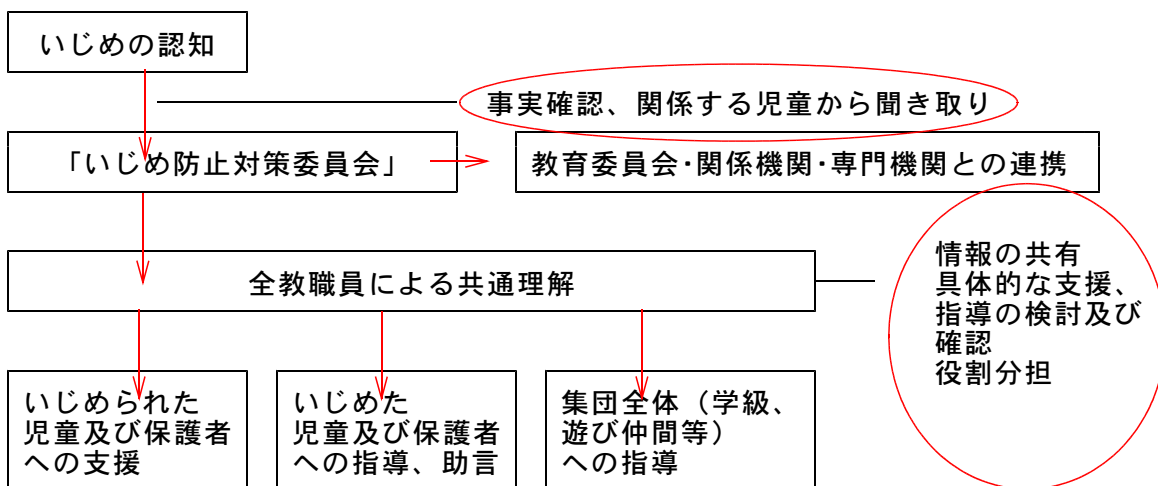 いじめの認知
事実確認、関係する児童から聞き取り
「いじめ防止対策委員会」
教育委員会・関係機関・専門機関との連携
全教職員による共通理解
情報の共有
具体的な支援、
指導の検討及び
確認
役割分担
いじめられた
児童及び保護者
への支援
いじめた
児童及び保護者
への指導、助言
集団全体（学級、
遊び仲間等）
への指導